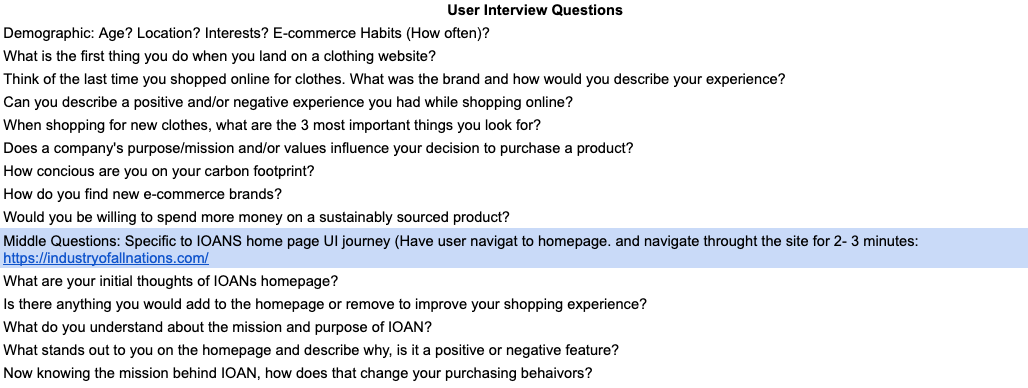 User Interview Questions
Demographic: Age? Location? Interests? E-commerce Habits (How often)?
What is the first thing you do when you land on a clothing website?
Think of the last time you shopped online for clothes. What was the brand and how would you describe your experience?
Can you describe a positive and/or negative experience you had while shopping online?
When shopping for new clothes, what are the 3 most important things you look for?
Does a company's purpose/mission and/or values influence your decision to purchase a product?
How concious are you on your carbon footprint?
How do you find new e-commerce brands?
Would you be willing to spend more money on a sustainably sourced product?
Middle Questions: Specific to IOANS home page UI journey (Have user navigat to homepage. and navigate throught the site for 2- 3 minutes:
https://industryofallnations.com/
What are your initial thoughts of IOANs homepage?
Is there anything you would add to the homepage or remove to improve your shopping experience?
What do you understand about the mission and purpose of IOAN?
What stands out to you on the homepage and describe why, is it a positive or negative feature?
Now knowing the mission behind IOAN, how does that change your purchasing behaivors?